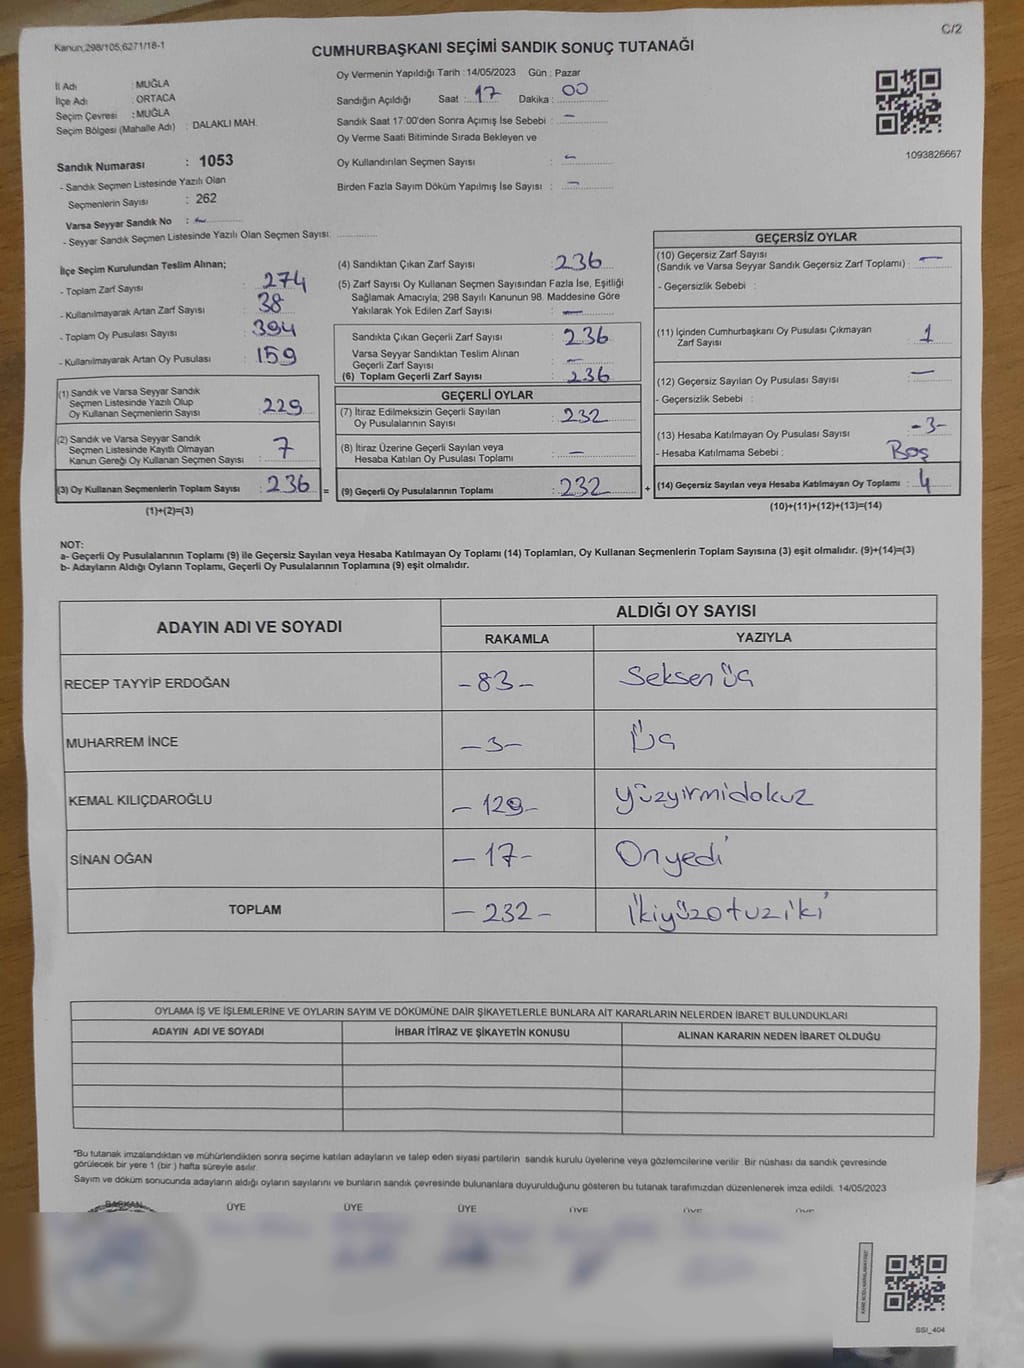 Kanun,298/105,6271/18-1
C/2
CUMHURBAŞKANI SEÇİMİ SANDIK SONUÇ TUTANAĞI
İl Adı : MUĞLA
İlçe Adı : ORTACA
Seçim Çevresi : MUĞLA
Seçim Bölgesi (Mahalle Adı) : DALAKLI MAH.
Sandık Numarası : 1053
- Sandık Seçmen Listesinde Yazılı Olan
Seçmenlerin Sayısı : 262
Varsa Seyyar Sandık No : -
- Seyyar Sandık Seçmen Listesinde Yazılı Olan Seçmen Sayısı:
Oy Vermenin Yapıldığı Tarih : 14/05/2023 Gün : Pazar
Sandığın Açıldığı Saat : 17 Dakika : 00
Sandık Saat 17:00'den Sonra Açımış İse Sebebi : -
Oy Verme Saati Bitiminde Sırada Bekleyen ve
Oy Kullandırılan Seçmen Sayısı : -
Birden Fazla Sayım Döküm Yapılmış İse Sayısı : -
1093826667
İlçe Seçim Kurulundan Teslim Alınan;
- Toplam Zarf Sayısı : 274
- Kullanılmayarak Artan Zarf Sayısı : 38
- Toplam Oy Pusulası Sayısı : 394
- Kullanılmayarak Artan Oy Pusulası : 159
(1) Sandık ve Varsa Seyyar Sandık
Seçmen Listesinde Yazılı Olup
Oy Kullanan Seçmenlerin Sayısı : 229
(2) Sandık ve Varsa Seyyar Sandık
Seçmen Listesinde Kayıtlı Olmayan
Kanun Gereği Oy Kullanan Seçmen Sayısı : 7
(3) Oy Kullanan Seçmenlerin Toplam Sayısı : 236 =
(1)+(2)=(3)
(4) Sandıktan Çıkan Zarf Sayısı : 236
(5) Zarf Sayısı Oy Kullanan Seçmen Sayısından Fazla İse, Eşitliği
Sağlamak Amacıyla, 298 Sayılı Kanunun 98. Maddesine Göre
Yakılarak Yok Edilen Zarf Sayısı : -
Sandıkta Çıkan Geçerli Zarf Sayısı : 236
Varsa Seyyar Sandıktan Teslim Alınan
Geçerli Zarf Sayısı : -
(6) Toplam Geçerli Zarf Sayısı : 236
GEÇERLİ OYLAR
(7) İtiraz Edilmeksizin Geçerli Sayılan
Oy Pusulalarının Sayısı : 232
(8) İtiraz Üzerine Geçerli Sayılan veya
Hesaba Katılan Oy Pusulası Toplamı : -
(9) Geçerli Oy Pusulalarının Toplamı : 232 +
GEÇERSİZ OYLAR
(10) Geçersiz Zarf Sayısı
(Sandık ve Varsa Seyyar Sandık Geçersiz Zarf Toplamı) : -
- Geçersizlik Sebebi :
(11) İçinden Cumhurbaşkanı Oy Pusulası Çıkmayan
Zarf Sayısı : 1
(12) Geçersiz Sayılan Oy Pusulası Sayısı : -
- Geçersizlik Sebebi :
(13) Hesaba Katılmayan Oy Pusulası Sayısı : -3-
- Hesaba Katılmama Sebebi : Boş
(14) Geçersiz Sayılan veya Hesaba Katılmayan Oy Toplamı : 4
(10)+(11)+(12)+(13)=(14)
NOT:
a- Geçerli Oy Pusulalarının Toplamı (9) ile Geçersiz Sayılan veya Hesaba Katılmayan Oy Toplamı (14) Toplamları, Oy Kullanan Seçmenlerin Toplam Sayısına (3) eşit olmalıdır. (9)+(14)=(3)
b- Adayların Aldığı Oyların Toplamı, Geçerli Oy Pusulalarının Toplamına (9) eşit olmalıdır.
ADAYIN ADI VE SOYADI
ALDIĞI OY SAYISI
RAKAMLA YAZIYLA
RECEP TAYYİP ERDOĞAN -83- Seksen üç
MUHARREM İNCE -3- Üç
KEMAL KILIÇDAROĞLU -129- yüzyirmidokuz
SİNAN OĞAN -17- Onyedi
TOPLAM -232- İkiyüzotuziki
OYLAMA İŞ VE İŞLEMLERİNE VE OYLARIN SAYIM VE DÖKÜMÜNE DAİR ŞİKAYETLERLE BUNLARA AİT KARARLARIN NELERDEN İBARET BULUNDUKLARI
ADAYIN ADI VE SOYADI İHBAR İTİRAZ VE ŞİKAYETİN KONUSU ALINAN KARARIN NEDEN İBARET OLDUĞU
*Bu tutanak imzalandıktan ve mühürlendikten sonra seçime katılan adayların ve talep eden siyasi partilerin sandık kurulu üyelerine veya gözlemcilerine verilir. Bir nüshası da sandık çevresinde
görülecek bir yere 1 (bir ) hafta süreyle asılır.
Sayım ve döküm sonucunda adayların aldığı oyların sayılarını ve bunların sandık çevresinde bulunanlara duyurulduğunu gösteren bu tutanak tarafımızdan düzenlenerek imza edildi. 14/05/2023
BAŞKAN ÜYE ÜYE ÜYE ÜYE ÜYE ÜYE
SSI_404